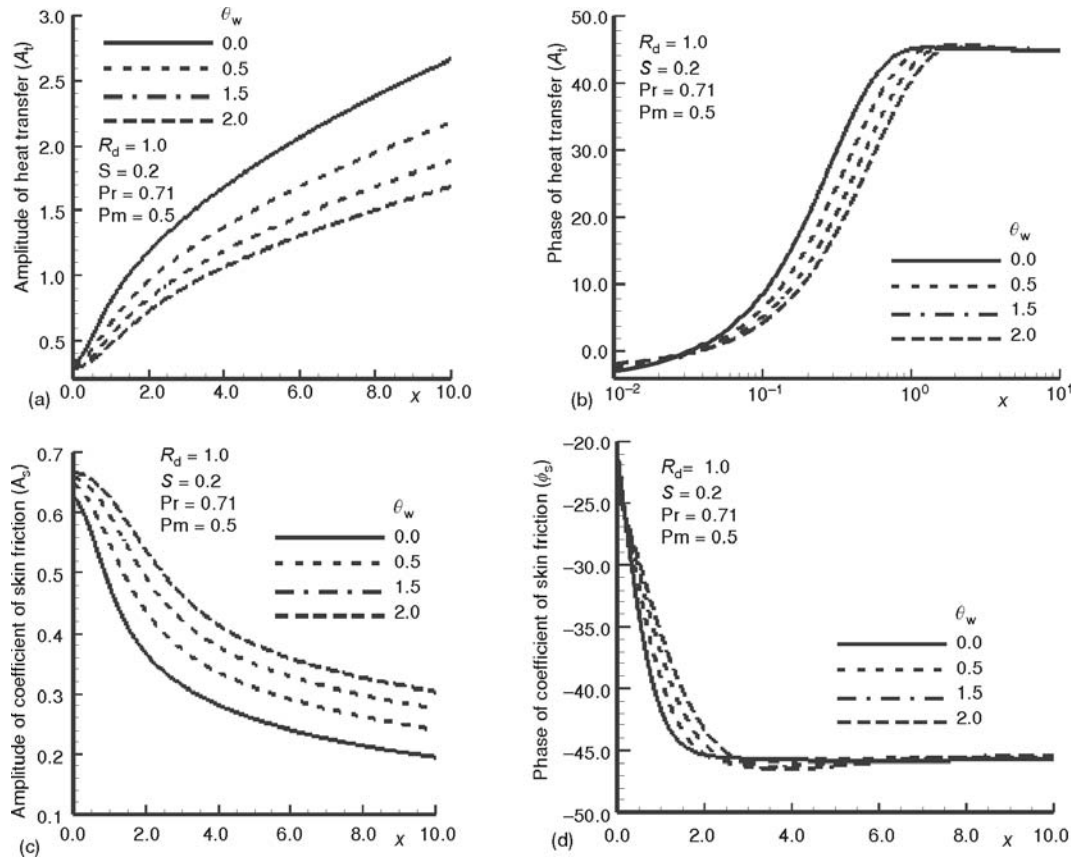 Amplitude of heat transfer (At)
3.0
2.5
2.0
1.5
1.0
0.5
θw
0.0
0.5
1.5
2.0
Rd = 1.0
S = 0.2
Pr = 0.71
Pm = 0.5
0.0 2.0 4.0 6.0 8.0 10.0
(a) x
Phase of heat transfer (At)
50.0
40.0
30.0
20.0
10.0
0.0
Rd = 1.0
S = 0.2
Pr = 0.71
Pm = 0.5
θw
0.0
0.5
1.5
2.0
10−2 10−1 100 101
(b) x
Amplitude of coefficient of skin friction (As)
0.7
0.6
0.5
0.4
0.3
0.2
0.1
Rd = 1.0
S = 0.2
Pr = 0.71
Pm = 0.5
θw
0.0
0.5
1.5
2.0
0.0 2.0 4.0 6.0 8.0 10.0
(c) x
Phase of coefficient of skin friction (ϕs)
−20.0
−25.0
−30.0
−35.0
−40.0
−45.0
−50.0
Rd= 1.0
S = 0.2
Pr = 0.71
Pm = 0.5
θw
0.0
0.5
1.5
2.0
0.0 2.0 4.0 6.0 8.0 10.0
(d) x